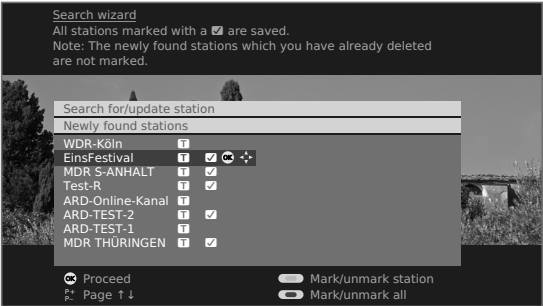 Search wizard
All stations marked with a ☑ are saved.
Note: The newly found stations which you have already deleted
are not marked.
Search for/update station
Newly found stations
WDR-Köln T
EinsFestival T ☑ OK
MDR S-ANHALT T ☑
Test-R T ☑
ARD-Online-Kanal T
ARD-TEST-2 T ☑
ARD-TEST-1 T
MDR THÜRINGEN T ☑
OK Proceed
Mark/unmark station
P+ P- Page ↑↓
Mark/unmark all